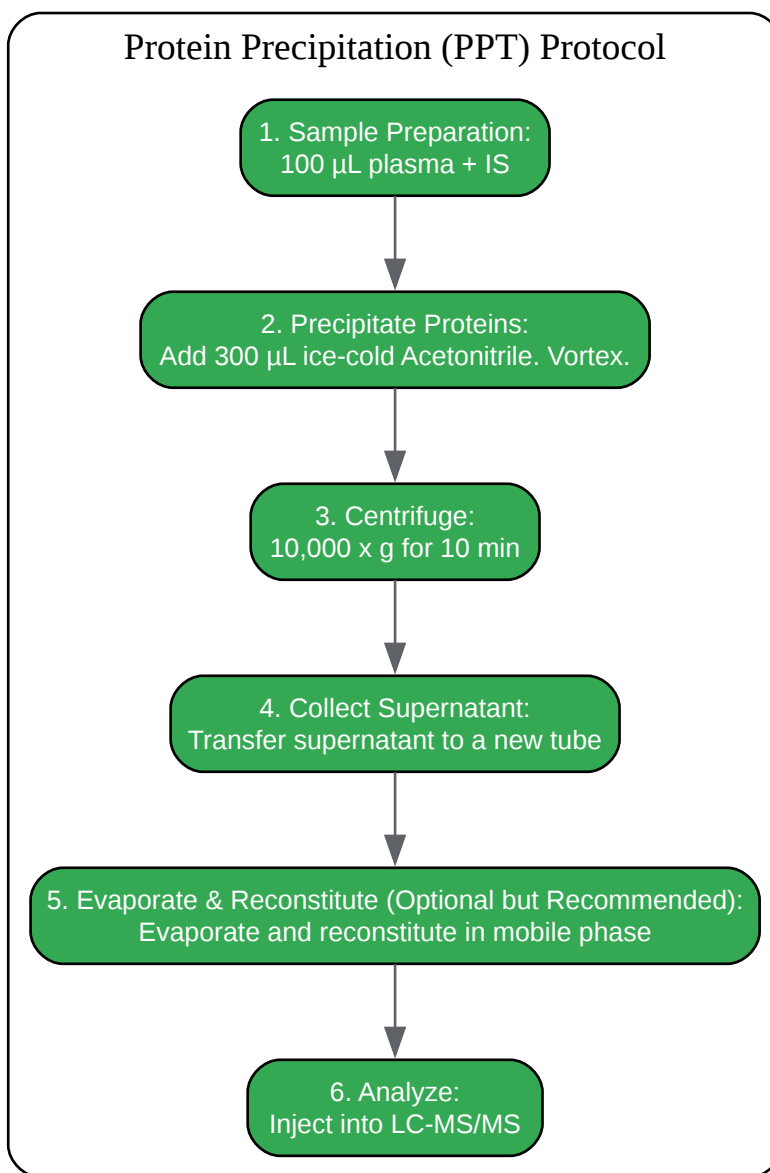 Protein Precipitation (PPT) Protocol
1. Sample Preparation:
100 µL plasma + IS
2. Precipitate Proteins:
Add 300 µL ice-cold Acetonitrile. Vortex.
3. Centrifuge:
10,000 x g for 10 min
4. Collect Supernatant:
Transfer supernatant to a new tube
5. Evaporate & Reconstitute (Optional but Recommended):
Evaporate and reconstitute in mobile phase
6. Analyze:
Inject into LC-MS/MS